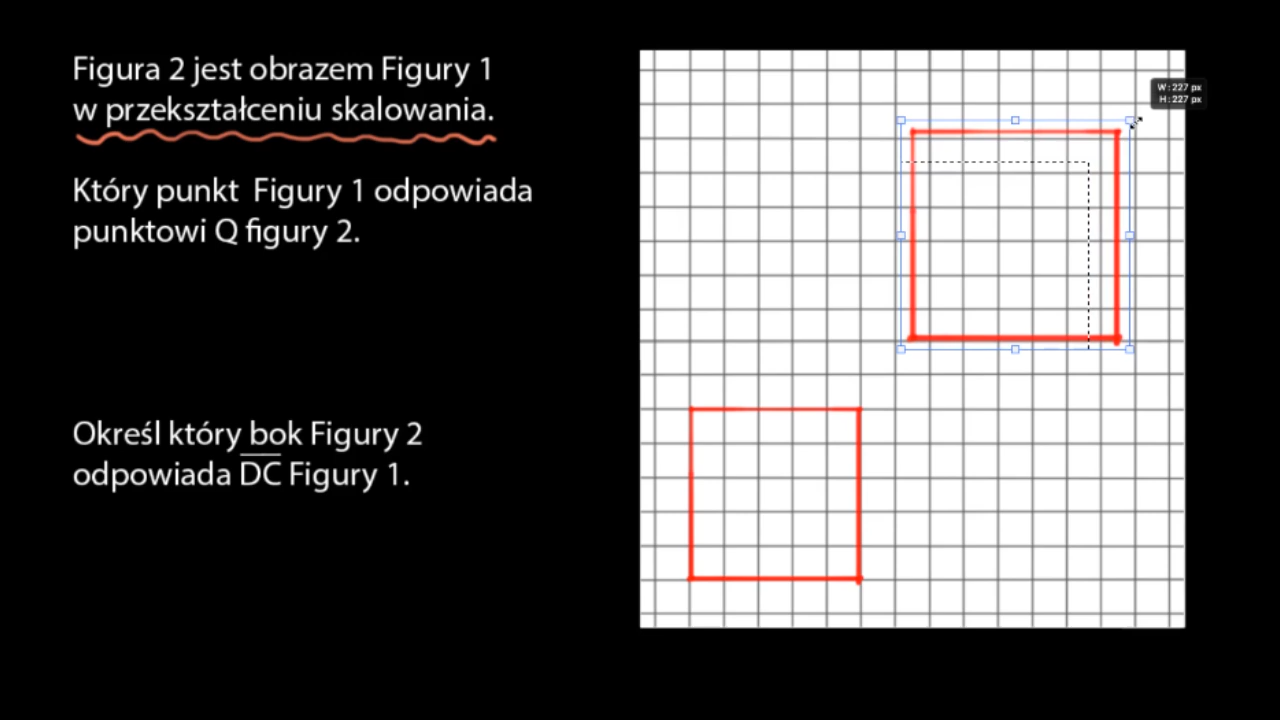 Figura 2 jest obrazem Figury 1
w przekształceniu skalowania.
Który punkt Figury 1 odpowiada
punktowi Q figury 2.
Określ który bok Figury 2
odpowiada DC Figury 1.
W: 227 px
H: 227 px